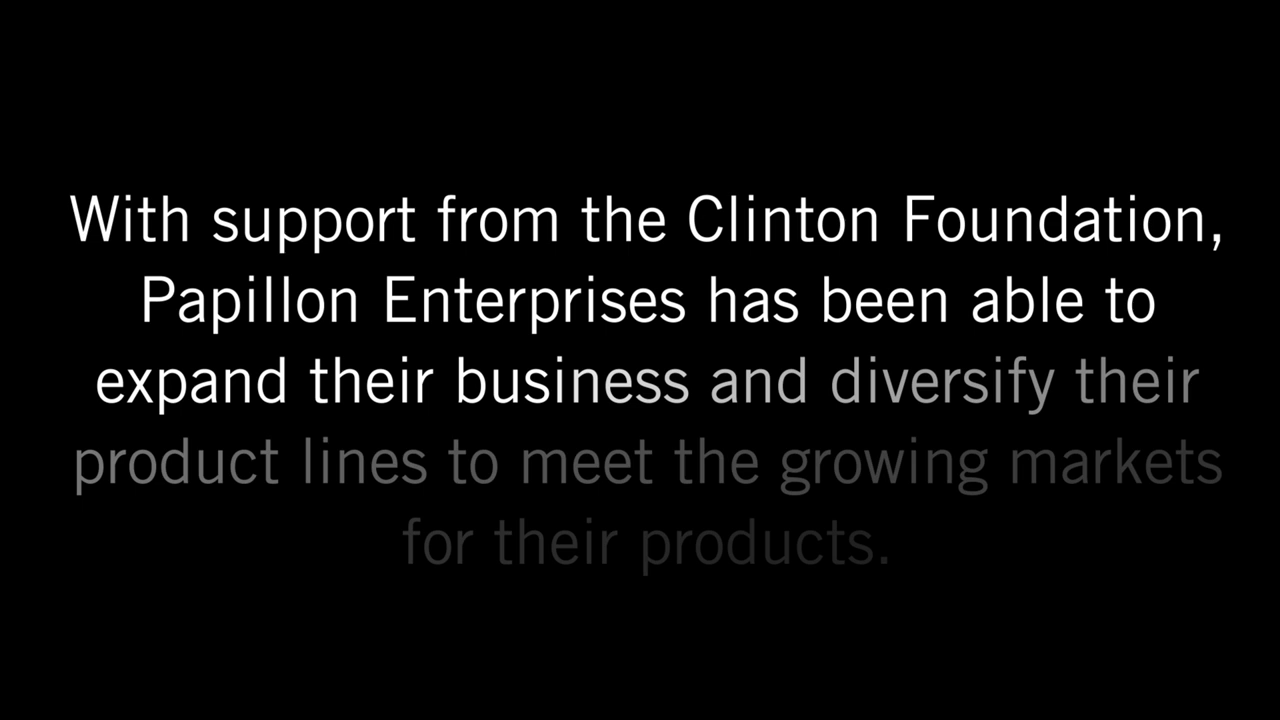 With support from the Clinton Foundation,
Papillon Enterprises has been able to
expand their business and diversify their
product lines to meet the growing markets
for their products.